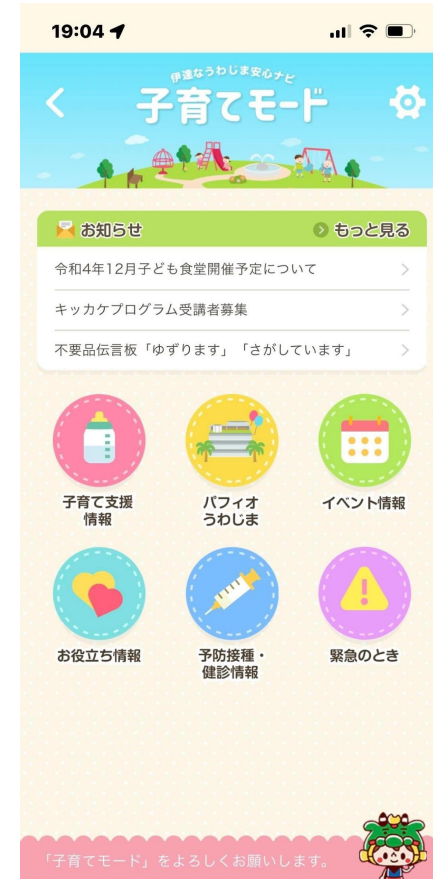 19:04
伊達なうわじま安心ナビ
子育てモード
お知らせ
もっと見る
令和4年12月子ども食堂開催予定について
キッカケプログラム受講者募集
不要品伝言板「ゆずります」「さがしています」
子育て支援
情報
パフィオ
うわじま
イベント情報
お役立ち情報
予防接種・
健診情報
緊急のとき
「子育てモード」をよろしくお願いします。